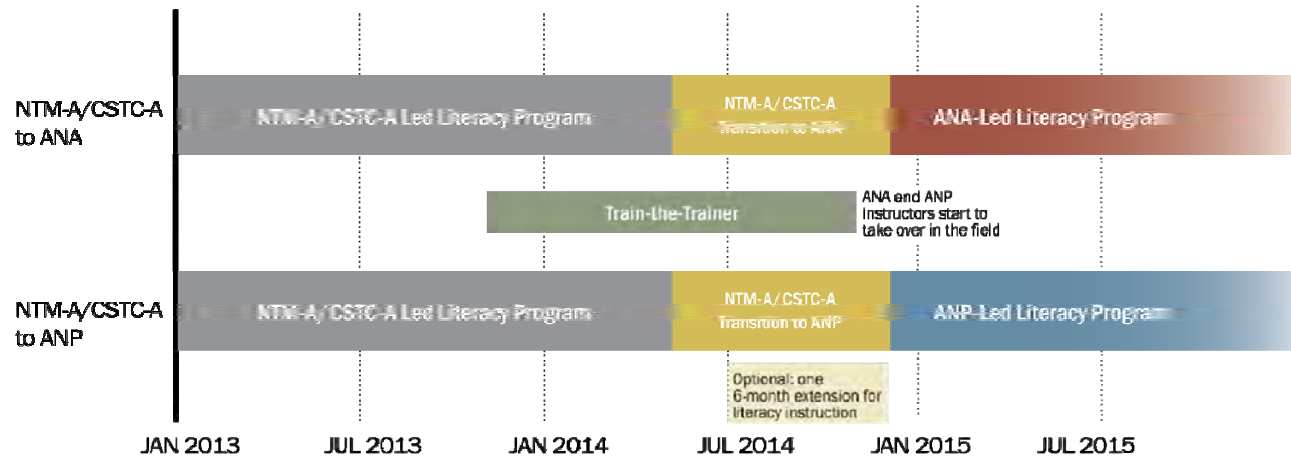 NTM-A/CSTC-A
to ANA
NTM-A/CSTC-A Led Literacy Program
NTM-A/CSTC-A
Transition to ANA
ANA-Led Literacy Program
Train-the-Trainer
ANA and ANP
Instructors start to
take over in the field
NTM-A/CSTC-A
to ANP
NTM-A/CSTC-A Led Literacy Program
NTM-A/CSTC-A
Transition to ANP
ANP-Led Literacy Program
Optional: one
6-month extension for
literacy instruction
JAN 2013
JUL 2013
JAN 2014
JUL 2014
JAN 2015
JUL 2015